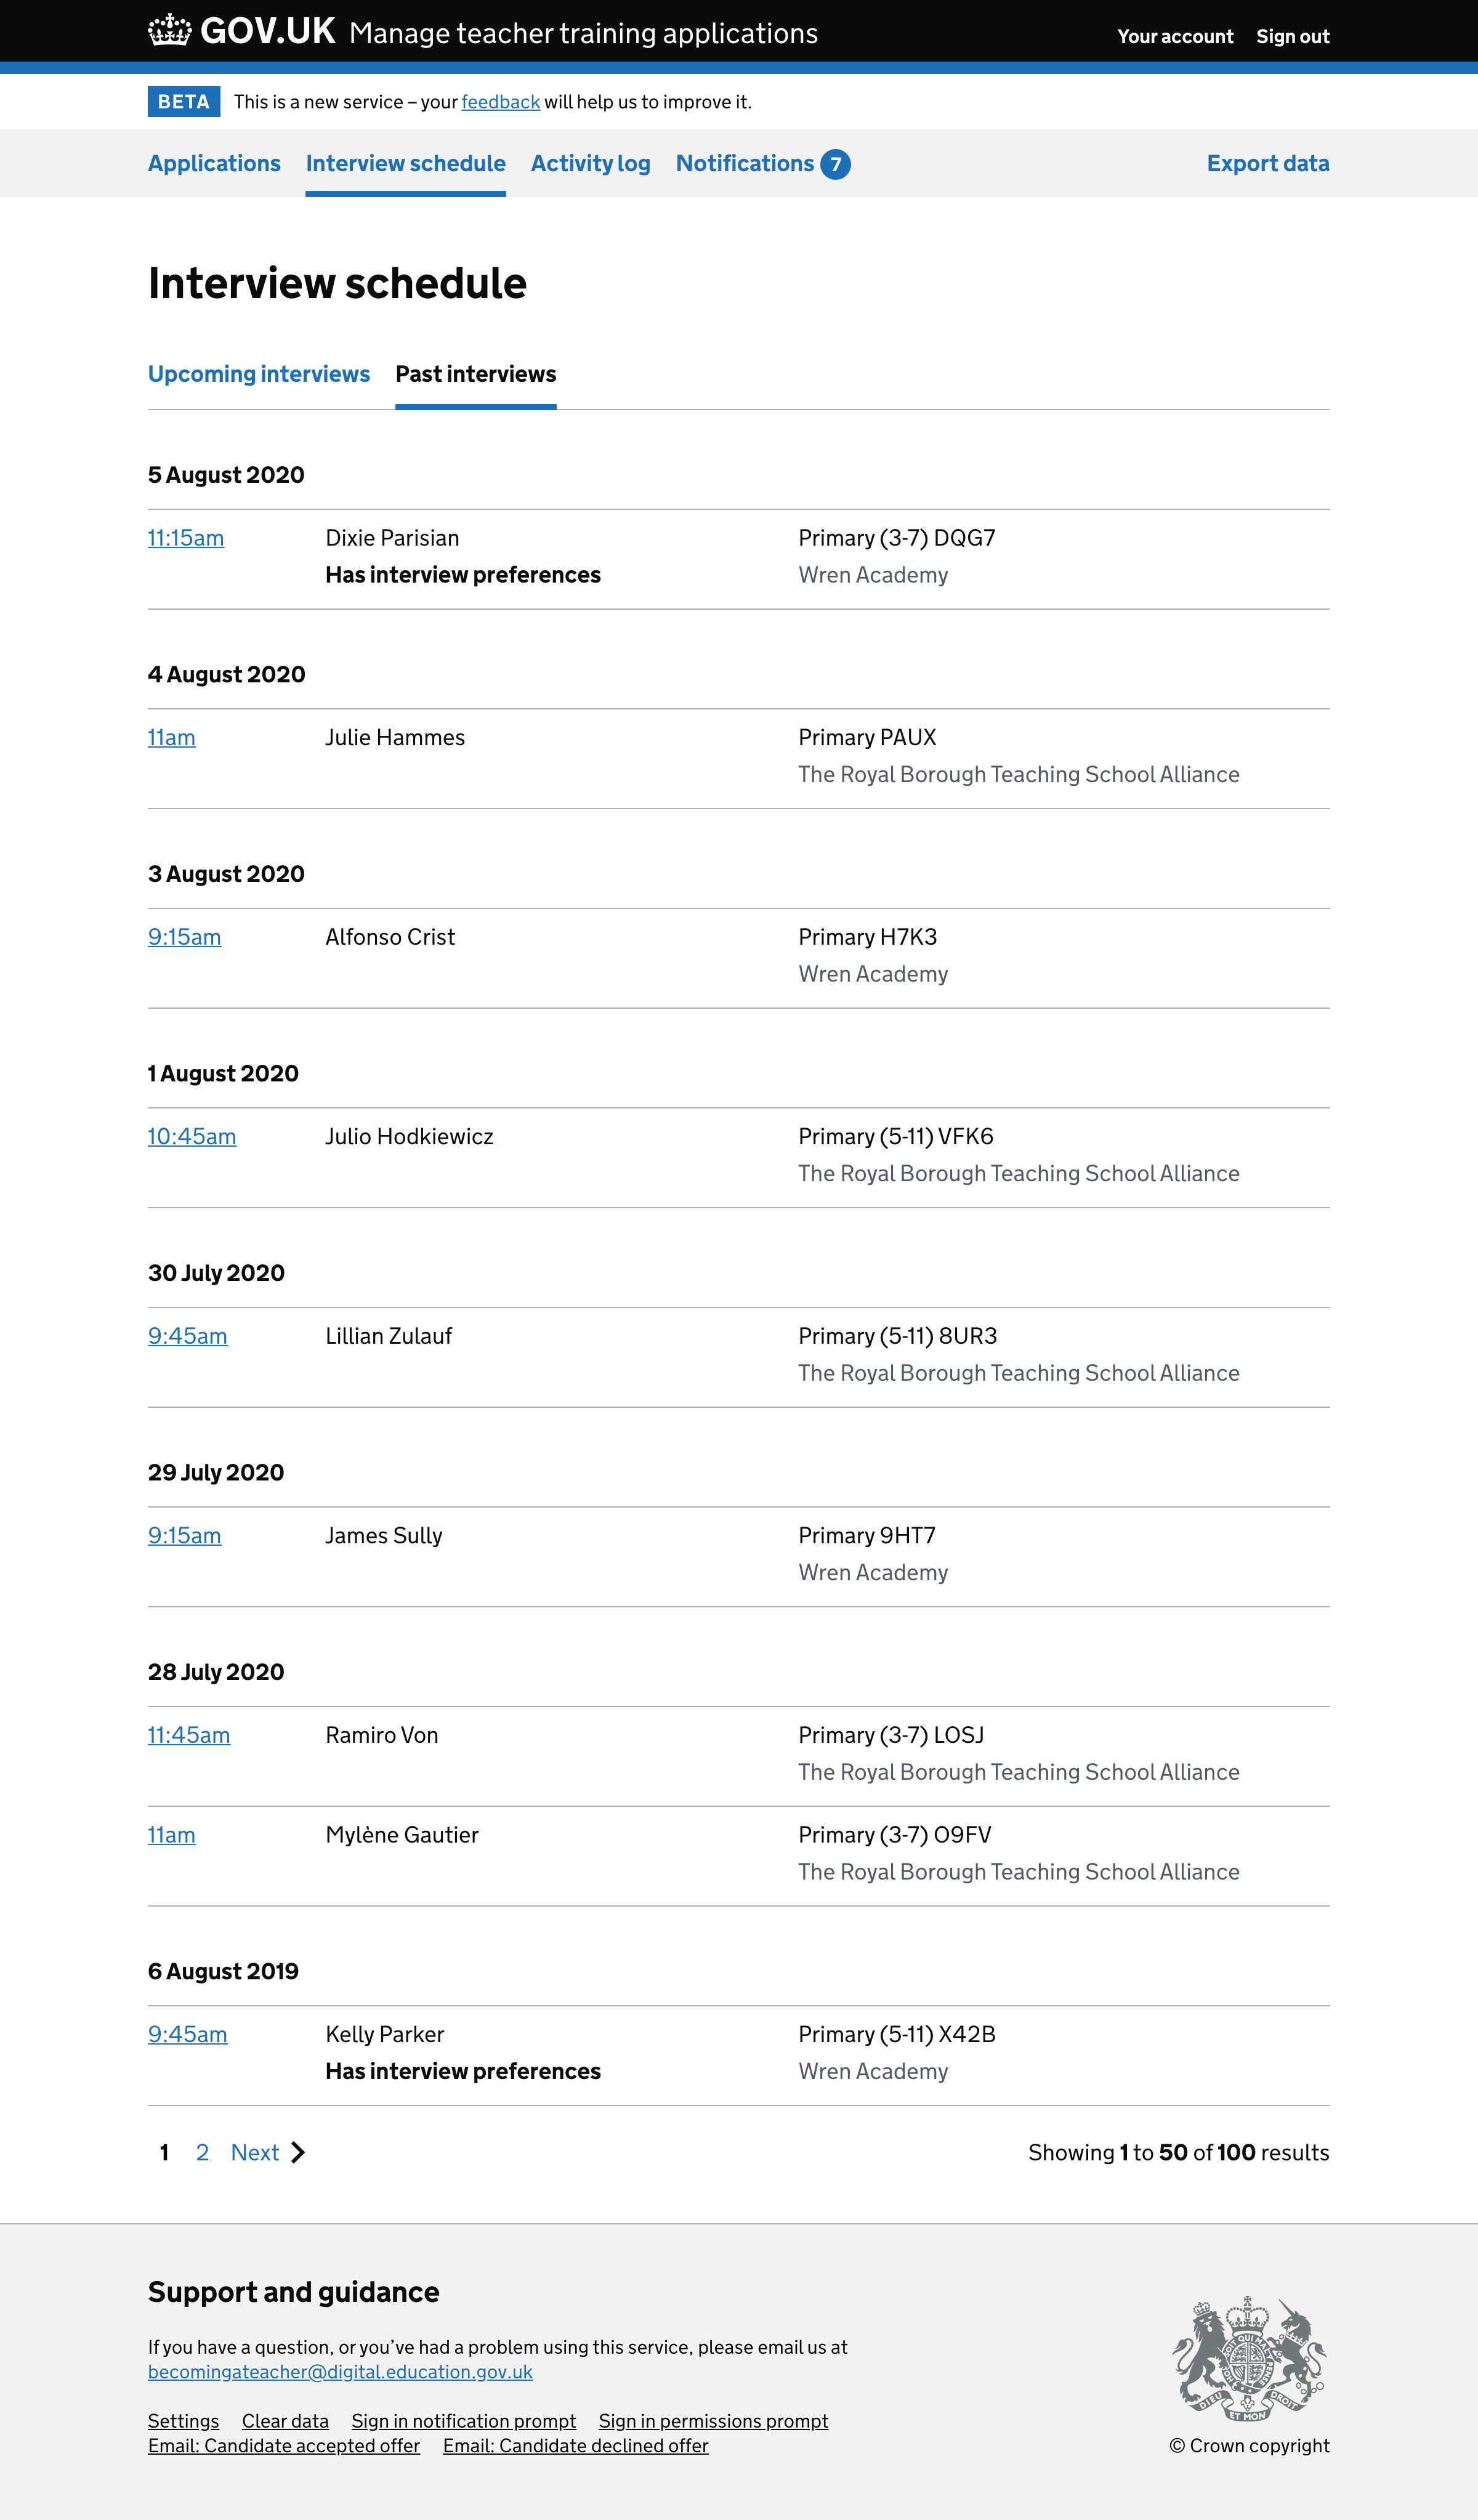 GOV.UK Manage teacher training applications Your account Sign out
BETA This is a new service – your feedback will help us to improve it.
Applications Interview schedule Activity log Notifications 7 Export data
Interview schedule
Upcoming interviews Past interviews
5 August 2020
11:15am Dixie Parisian Primary (3-7) DQG7
Has interview preferences Wren Academy
4 August 2020
11am Julie Hammes Primary PAUX
The Royal Borough Teaching School Alliance
3 August 2020
9:15am Alfonso Crist Primary H7K3
Wren Academy
1 August 2020
10:45am Julio Hodkiewicz Primary (5-11) VFK6
The Royal Borough Teaching School Alliance
30 July 2020
9:45am Lillian Zulauf Primary (5-11) 8UR3
The Royal Borough Teaching School Alliance
29 July 2020
9:15am James Sully Primary 9HT7
Wren Academy
28 July 2020
11:45am Ramiro Von Primary (3-7) LOSJ
The Royal Borough Teaching School Alliance
11am Mylène Gautier Primary (3-7) O9FV
The Royal Borough Teaching School Alliance
6 August 2019
9:45am Kelly Parker Primary (5-11) X42B
Has interview preferences Wren Academy
1 2 Next Showing 1 to 50 of 100 results
Support and guidance
If you have a question, or you’ve had a problem using this service, please email us at
becomingateacher@digital.education.gov.uk
Settings Clear data Sign in notification prompt Sign in permissions prompt
Email: Candidate accepted offer Email: Candidate declined offer
DIEU ET MON DROIT
© Crown copyright